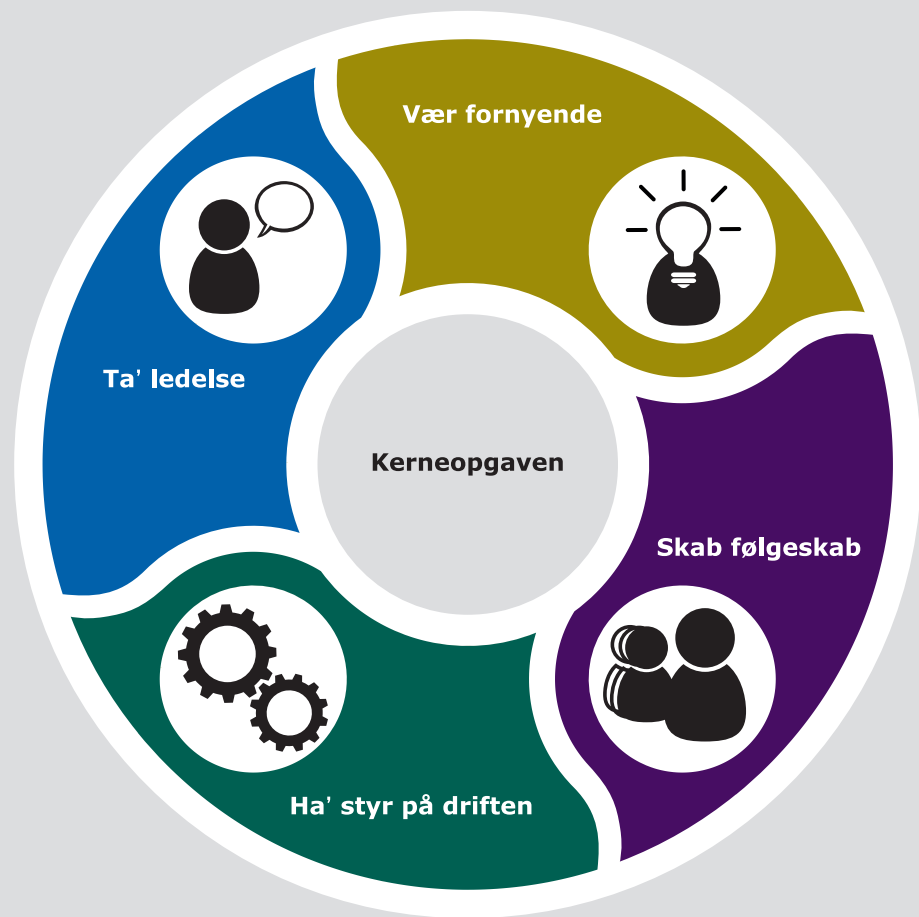 Vær fornyende
Ta’ ledelse
Kerneopgaven
Skab følgeskab
Ha’ styr på driften